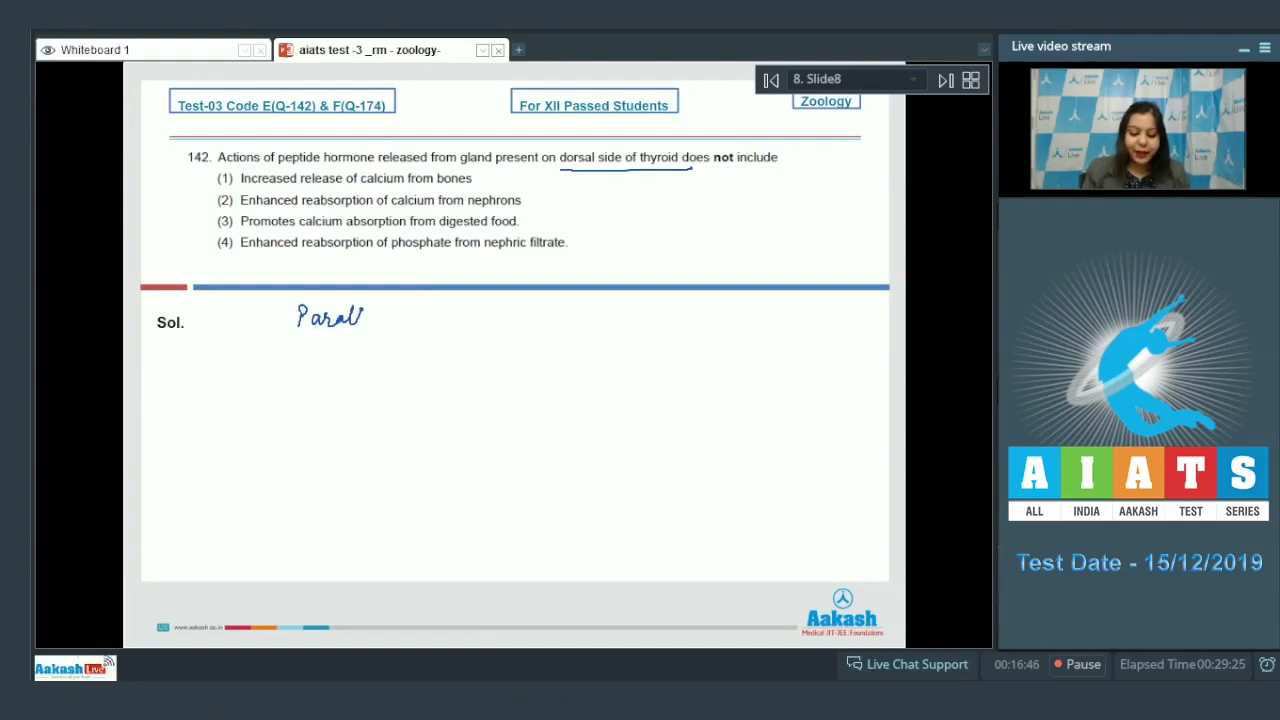 Whiteboard 1
aiats test -3 _rm - zoology-
Live video stream
8. Slide8
Test-03 Code E(Q-142) & F(Q-174)
For XII Passed Students
Zoology
142. Actions of peptide hormone released from gland present on dorsal side of thyroid does not include
(1) Increased release of calcium from bones
(2) Enhanced reabsorption of calcium from nephrons
(3) Promotes calcium absorption from digested food.
(4) Enhanced reabsorption of phosphate from nephric filtrate.
Sol.
A I A T S
ALL INDIA AAKASH TEST SERIES
Test Date - 15/12/2019
www.aakash.ac.in
Aakash
Medical IIT-JEE Foundations
Aakash Live
Live Chat Support
00:16:46
Pause
Elapsed Time 00:29:25